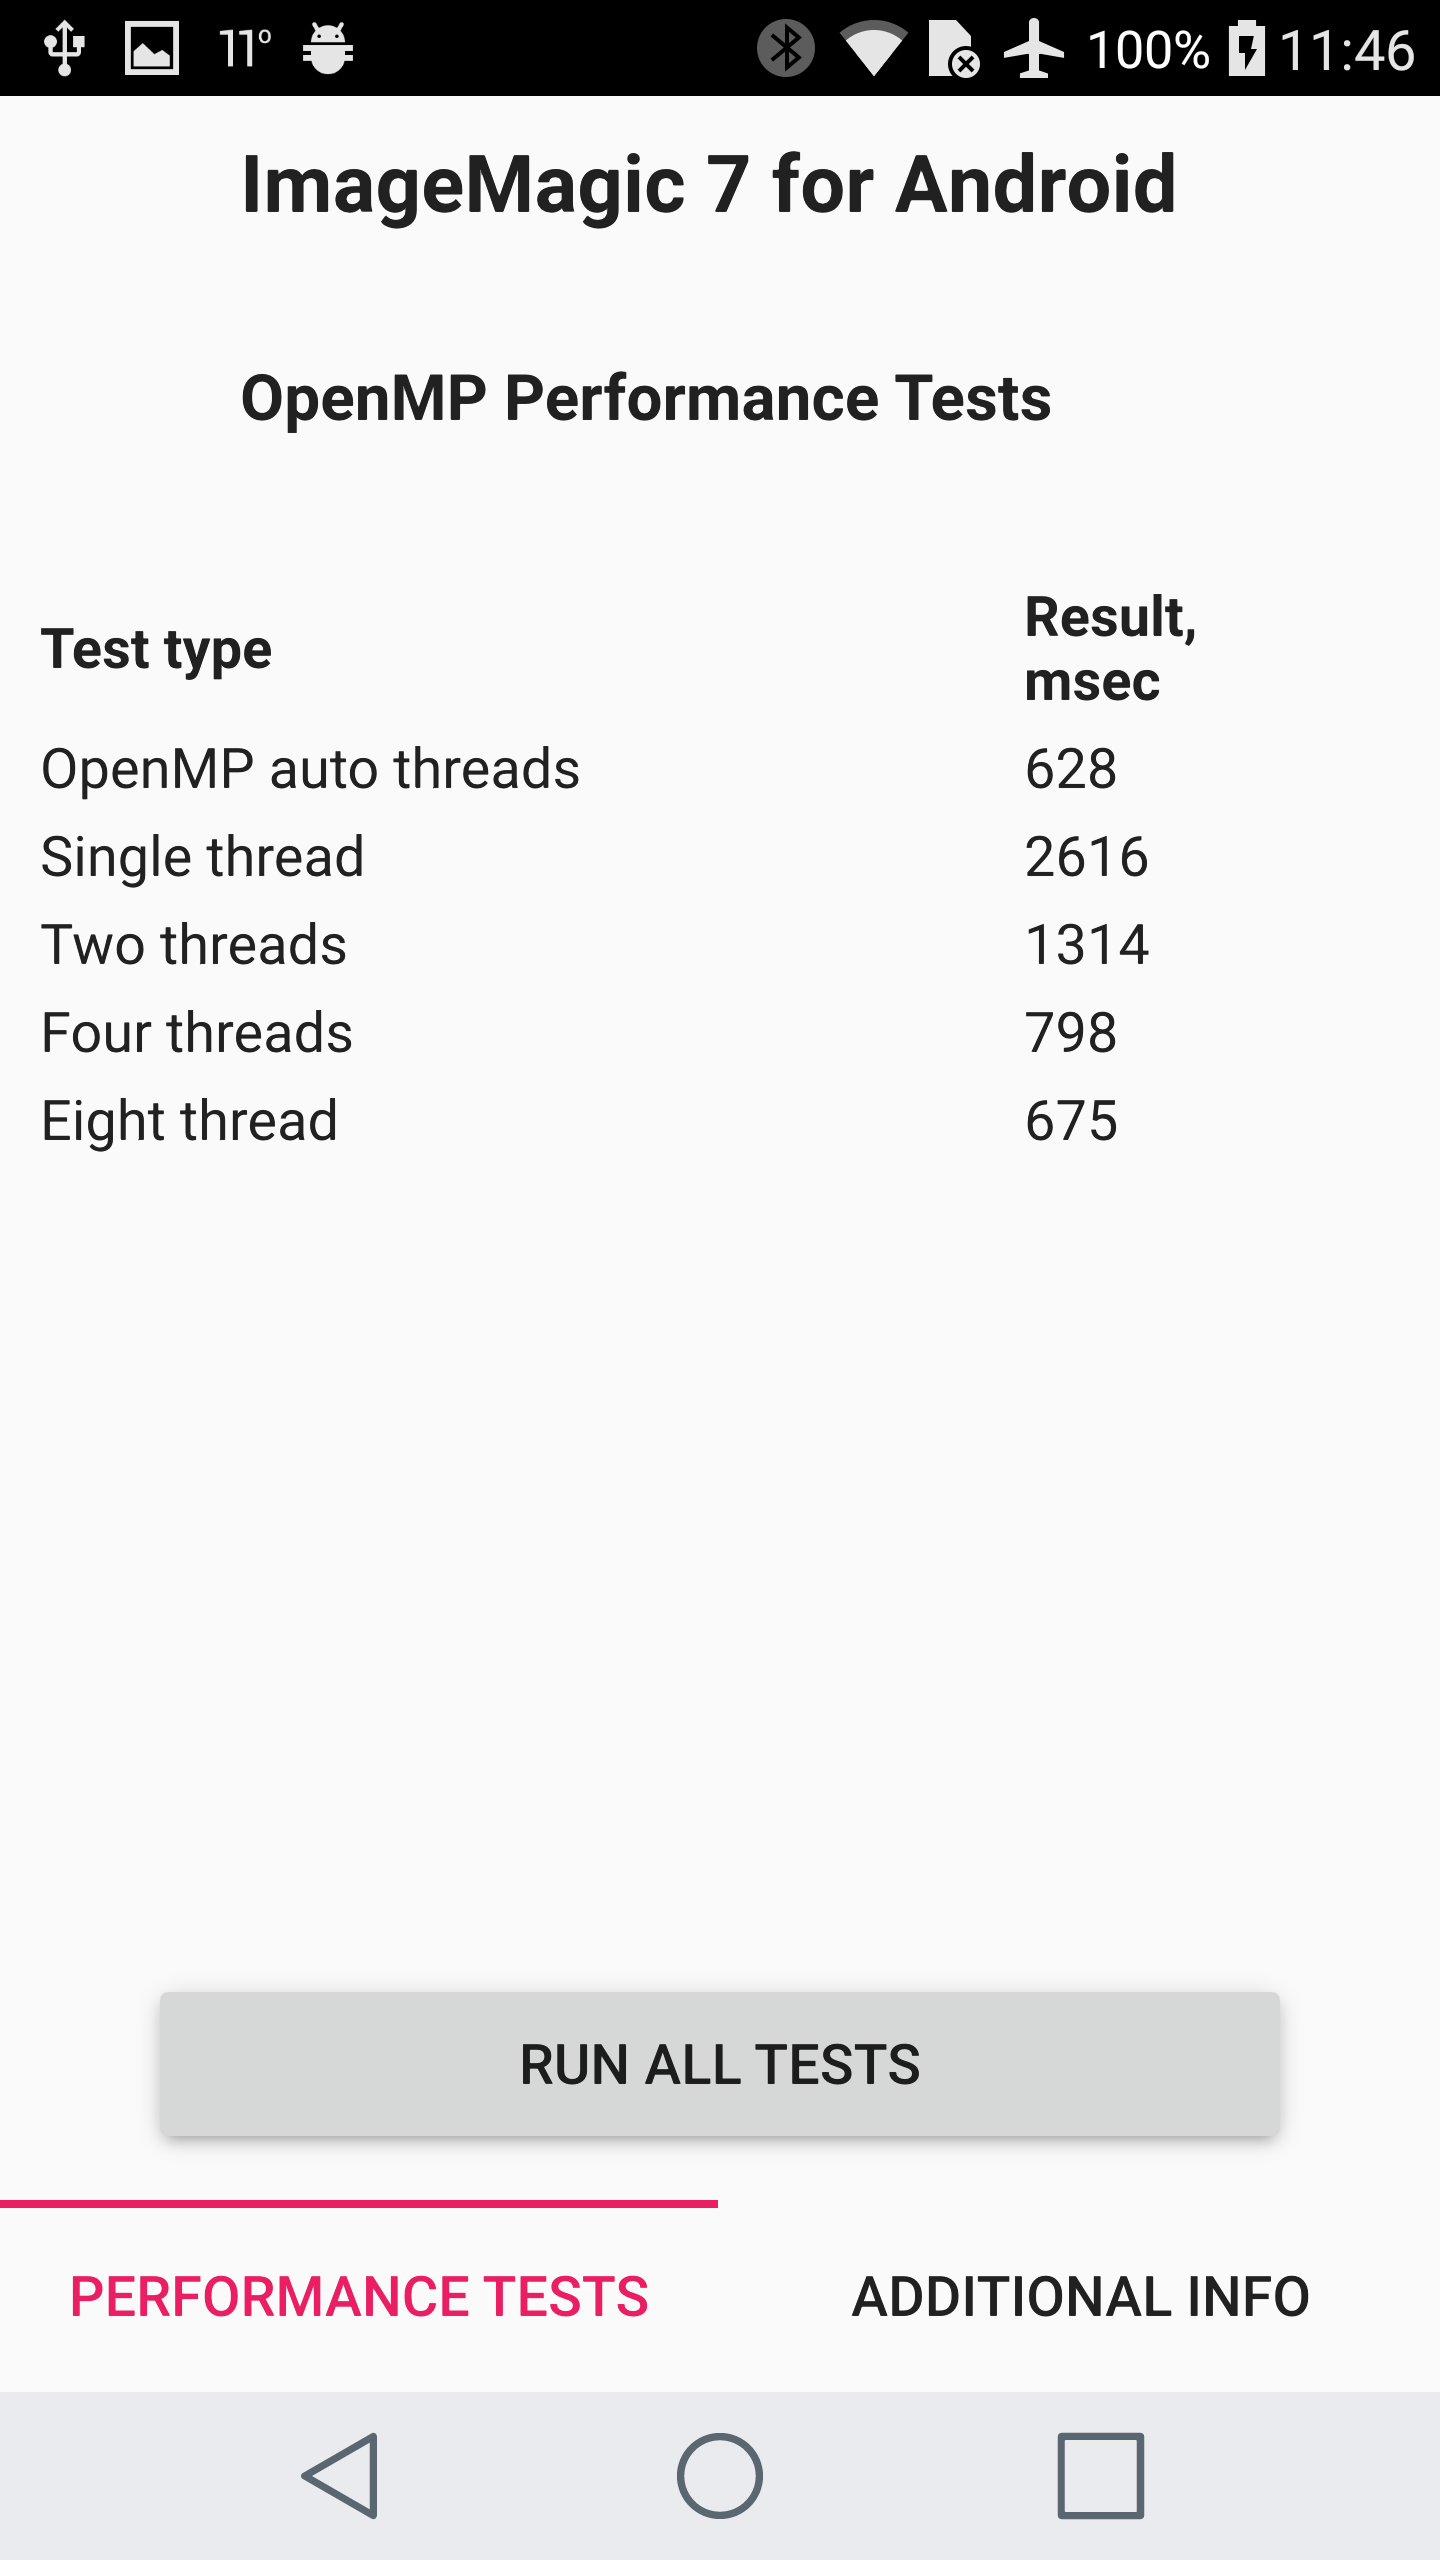 11° 100% 11:46
ImageMagic 7 for Android
OpenMP Performance Tests
Test type Result,
msec
OpenMP auto threads 628
Single thread 2616
Two threads 1314
Four threads 798
Eight thread 675
RUN ALL TESTS
PERFORMANCE TESTS ADDITIONAL INFO